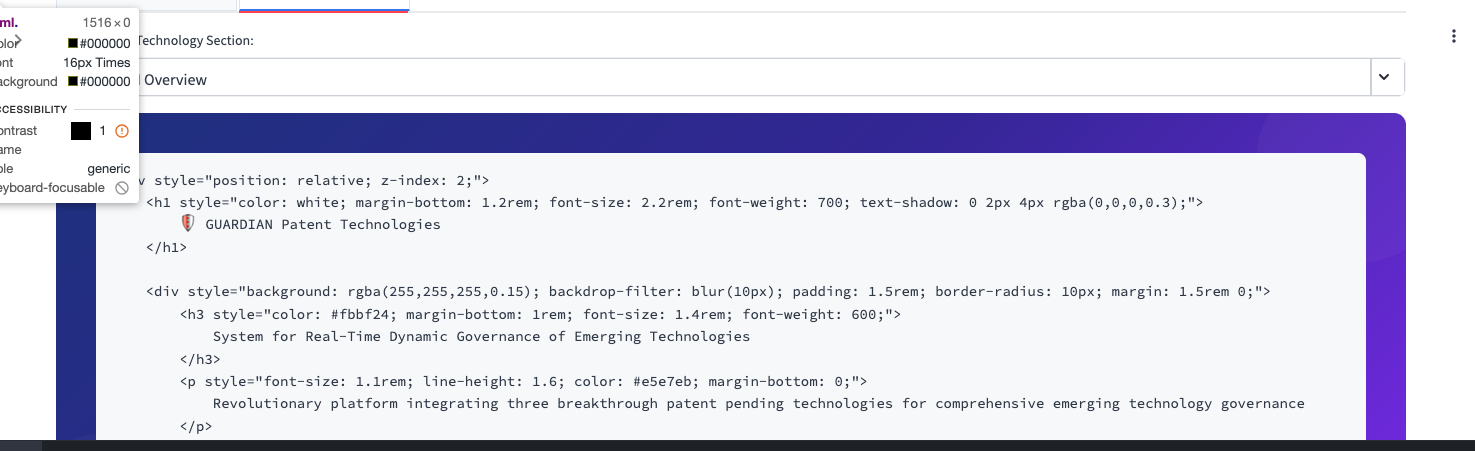 ml.
1516×0
olor
#000000
ont
16px Times
ackground
#000000
CCESSIBILITY
ontrast
1
ame
ole
generic
eyboard-focusable
Technology Section:
Overview
v style="position: relative; z-index: 2;">
<h1 style="color: white; margin-bottom: 1.2rem; font-size: 2.2rem; font-weight: 700; text-shadow: 0 2px 4px rgba(0,0,0,0.3);">
🛡️ GUARDIAN Patent Technologies
</h1>
<div style="background: rgba(255,255,255,0.15); backdrop-filter: blur(10px); padding: 1.5rem; border-radius: 10px; margin: 1.5rem 0;">
<h3 style="color: #fbbf24; margin-bottom: 1rem; font-size: 1.4rem; font-weight: 600;">
System for Real-Time Dynamic Governance of Emerging Technologies
</h3>
<p style="font-size: 1.1rem; line-height: 1.6; color: #e5e7eb; margin-bottom: 0;">
Revolutionary platform integrating three breakthrough patent pending technologies for comprehensive emerging technology governance
</p>